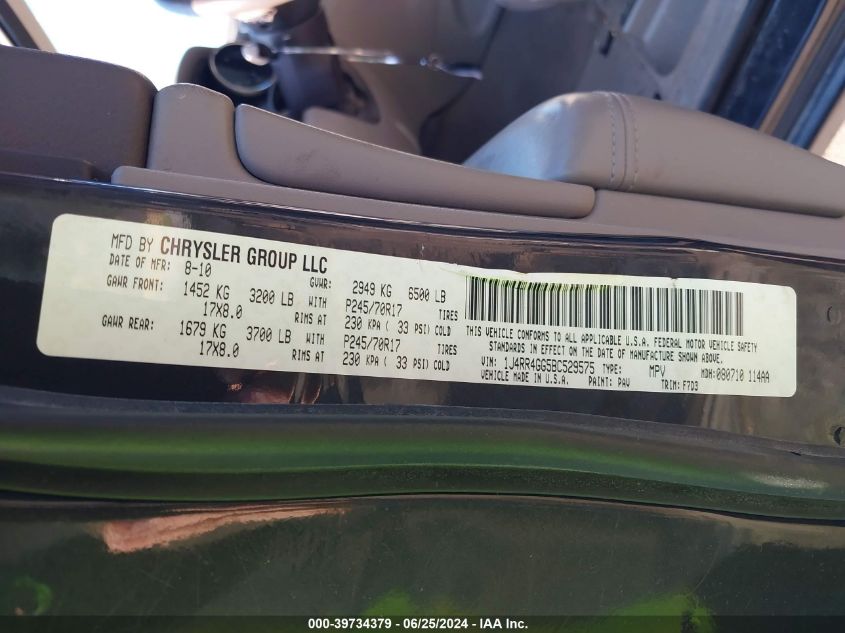 MFD BY CHRYSLER GROUP LLC
DATE OF MFR: 8-10 GVWR: 2949 KG 6500 LB
GAWR FRONT: 1452 KG 3200 LB WITH P245/70R17 TIRES
17X8.0 RIMS AT 230 KPA ( 33 PSI) COLD
GAWR REAR: 1679 KG 3700 LB WITH P245/70R17 TIRES
17X8.0 RIMS AT 230 KPA ( 33 PSI) COLD
THIS VEHICLE CONFORMS TO ALL APPLICABLE U.S.A. FEDERAL MOTOR VEHICLE SAFETY
STANDARDS IN EFFECT ON THE DATE OF MANUFACTURE SHOWN ABOVE.
VIN: 1J4RR4GG5BC529575 TYPE: MPV MDH: 080710 114AA
VEHICLE MADE IN U.S.A. PAINT: PAV TRIM: F7D3
000-39734379 - 06/25/2024 - IAA Inc.